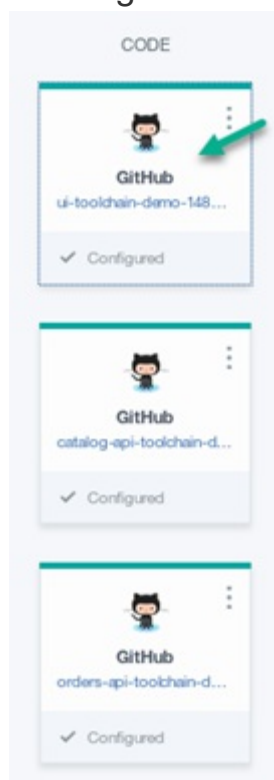 CODE
GitHub
ui-toolchain-demo-148...
Configured
GitHub
catalog-api-toolchain-d...
Configured
GitHub
orders-api-toolchain-d...
Configured